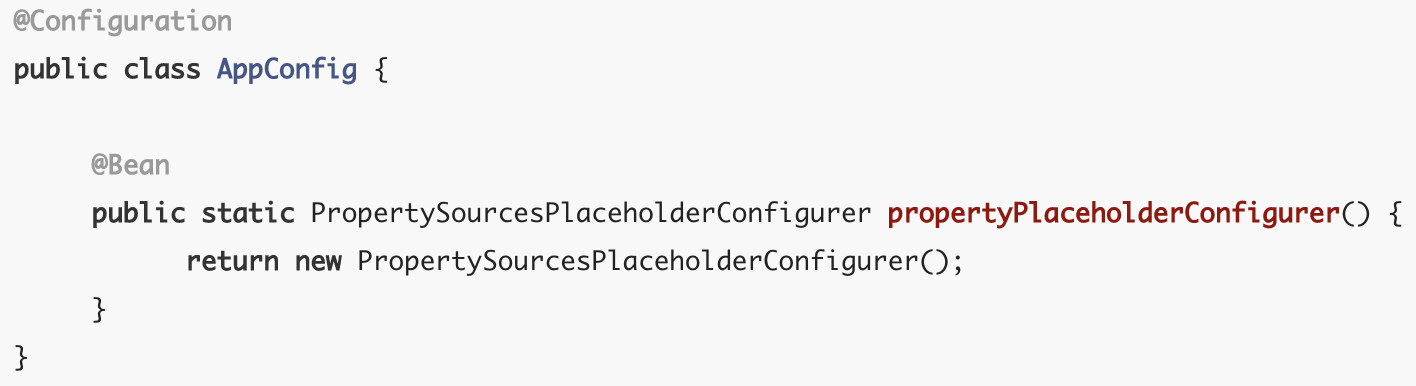 @Configuration
public class AppConfig {
@Bean
public static PropertySourcesPlaceholderConfigurer propertyPlaceholderConfigurer() {
return new PropertySourcesPlaceholderConfigurer();
}
}